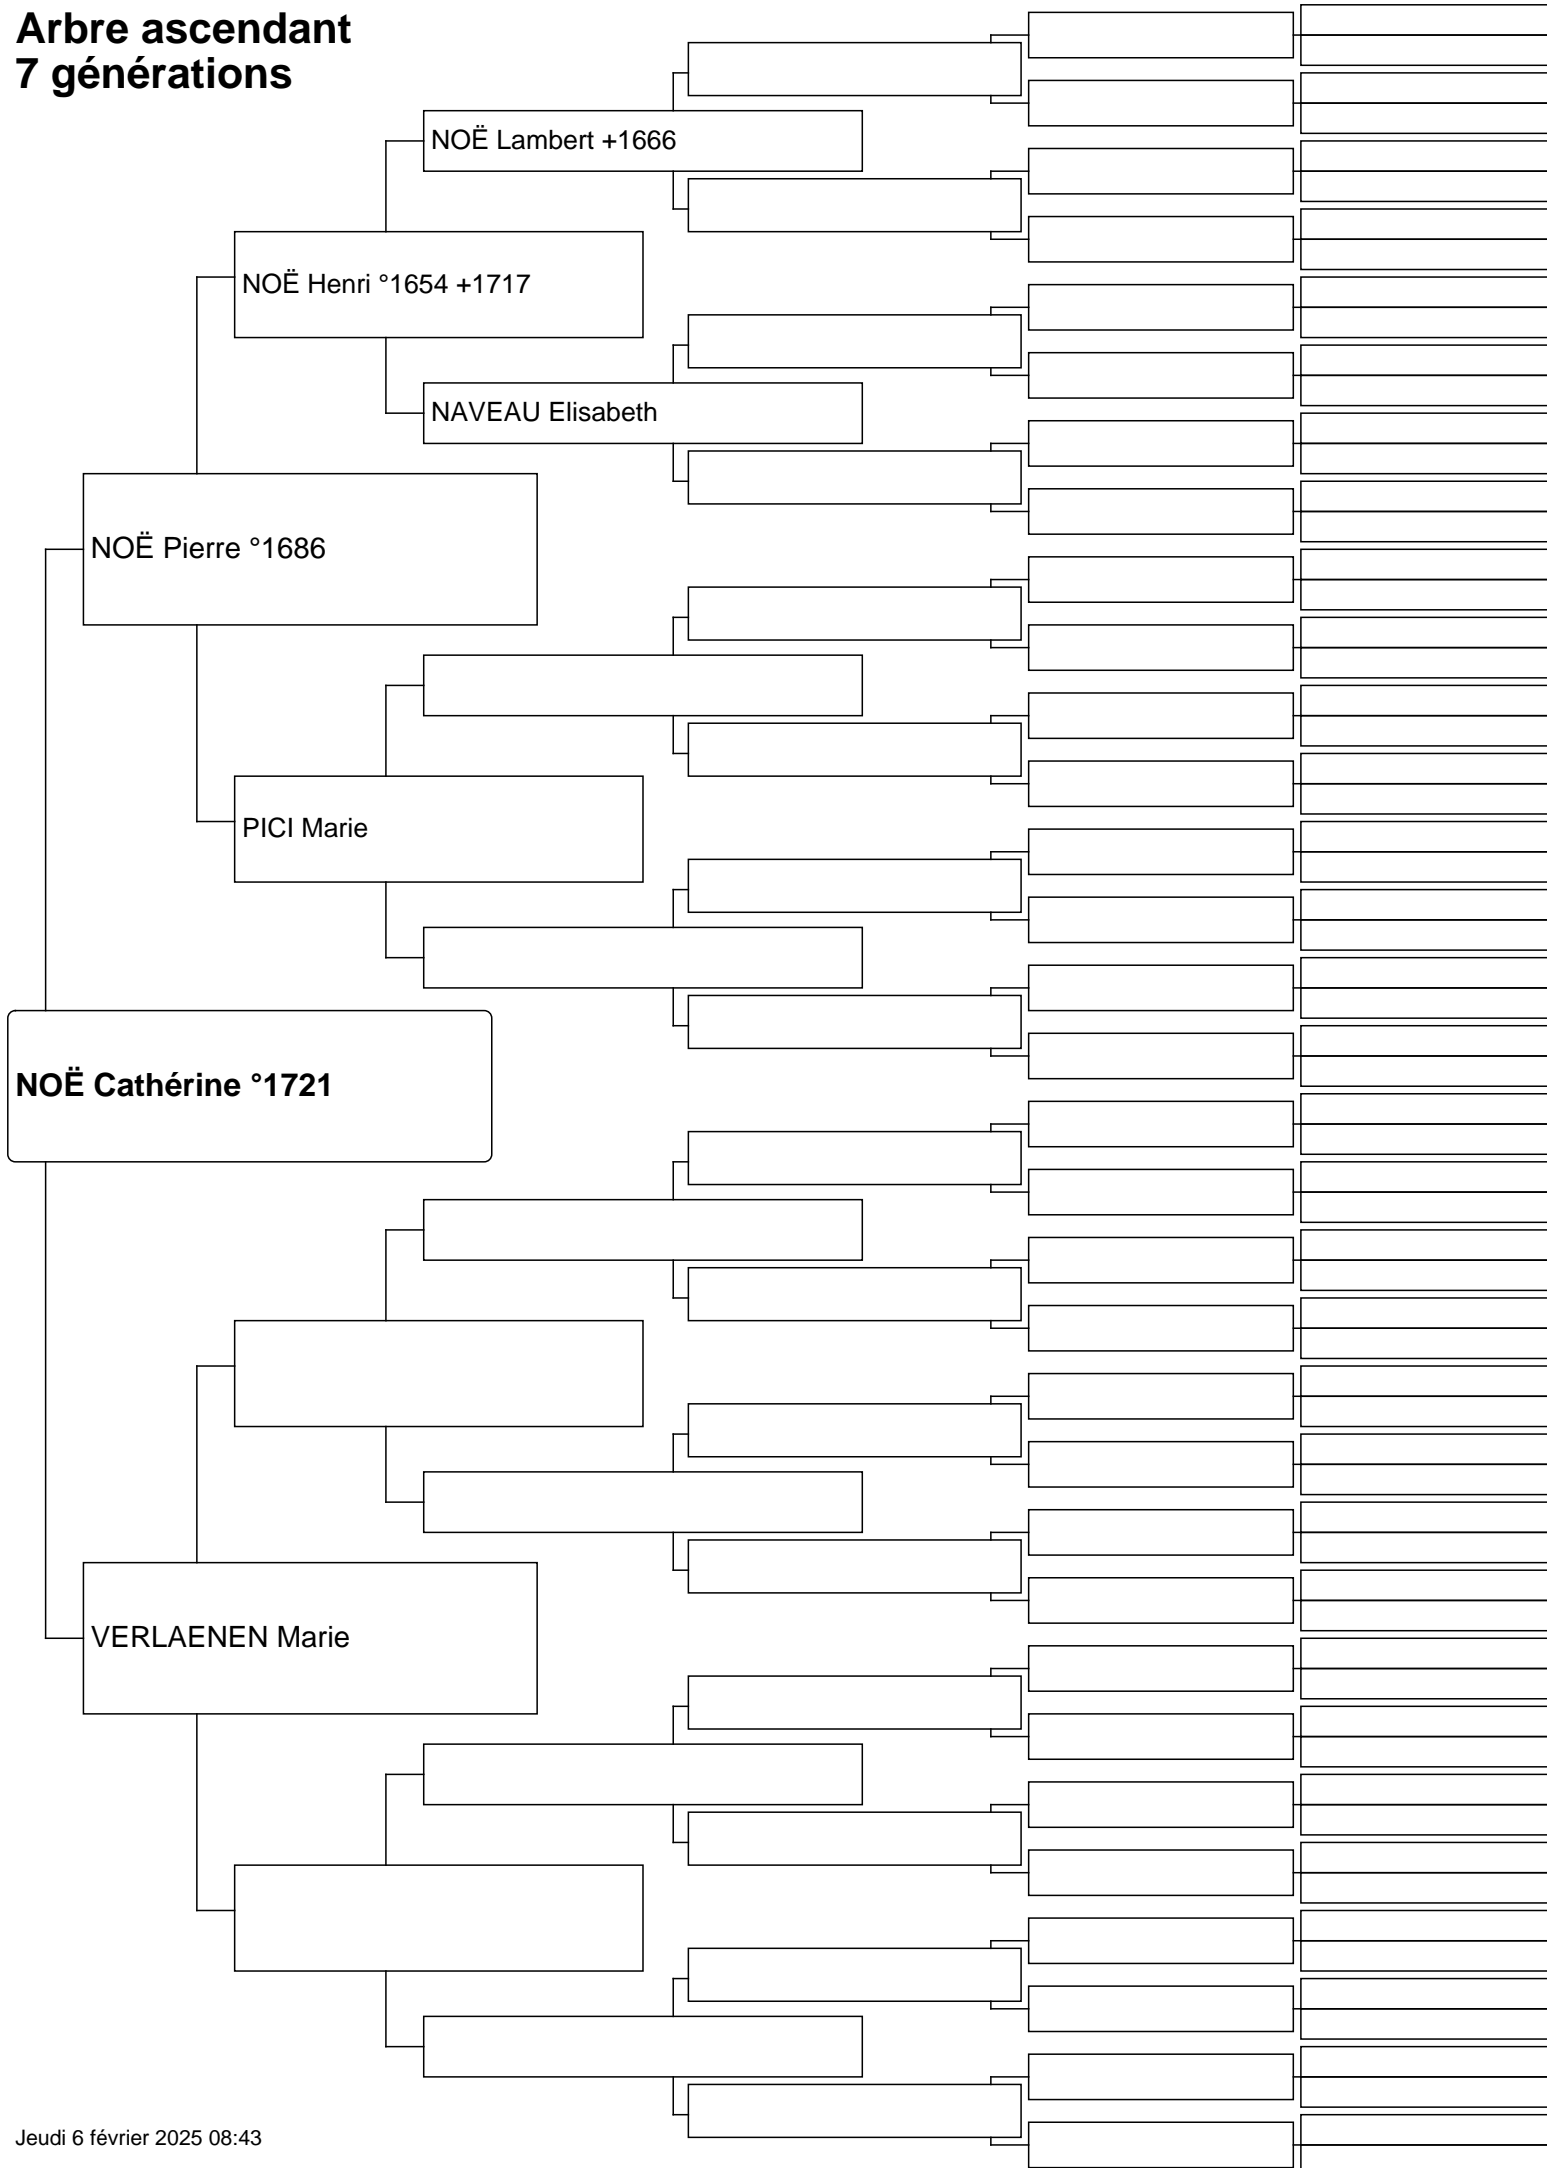 Arbre ascendant
7 générations
NOË Lambert +1666
NOË Henri °1654 +1717
NAVEAU Elisabeth
NOË Pierre °1686
PICI Marie
NOË Cathérine °1721
VERLAENEN Marie
Jeudi 6 février 2025 08:43